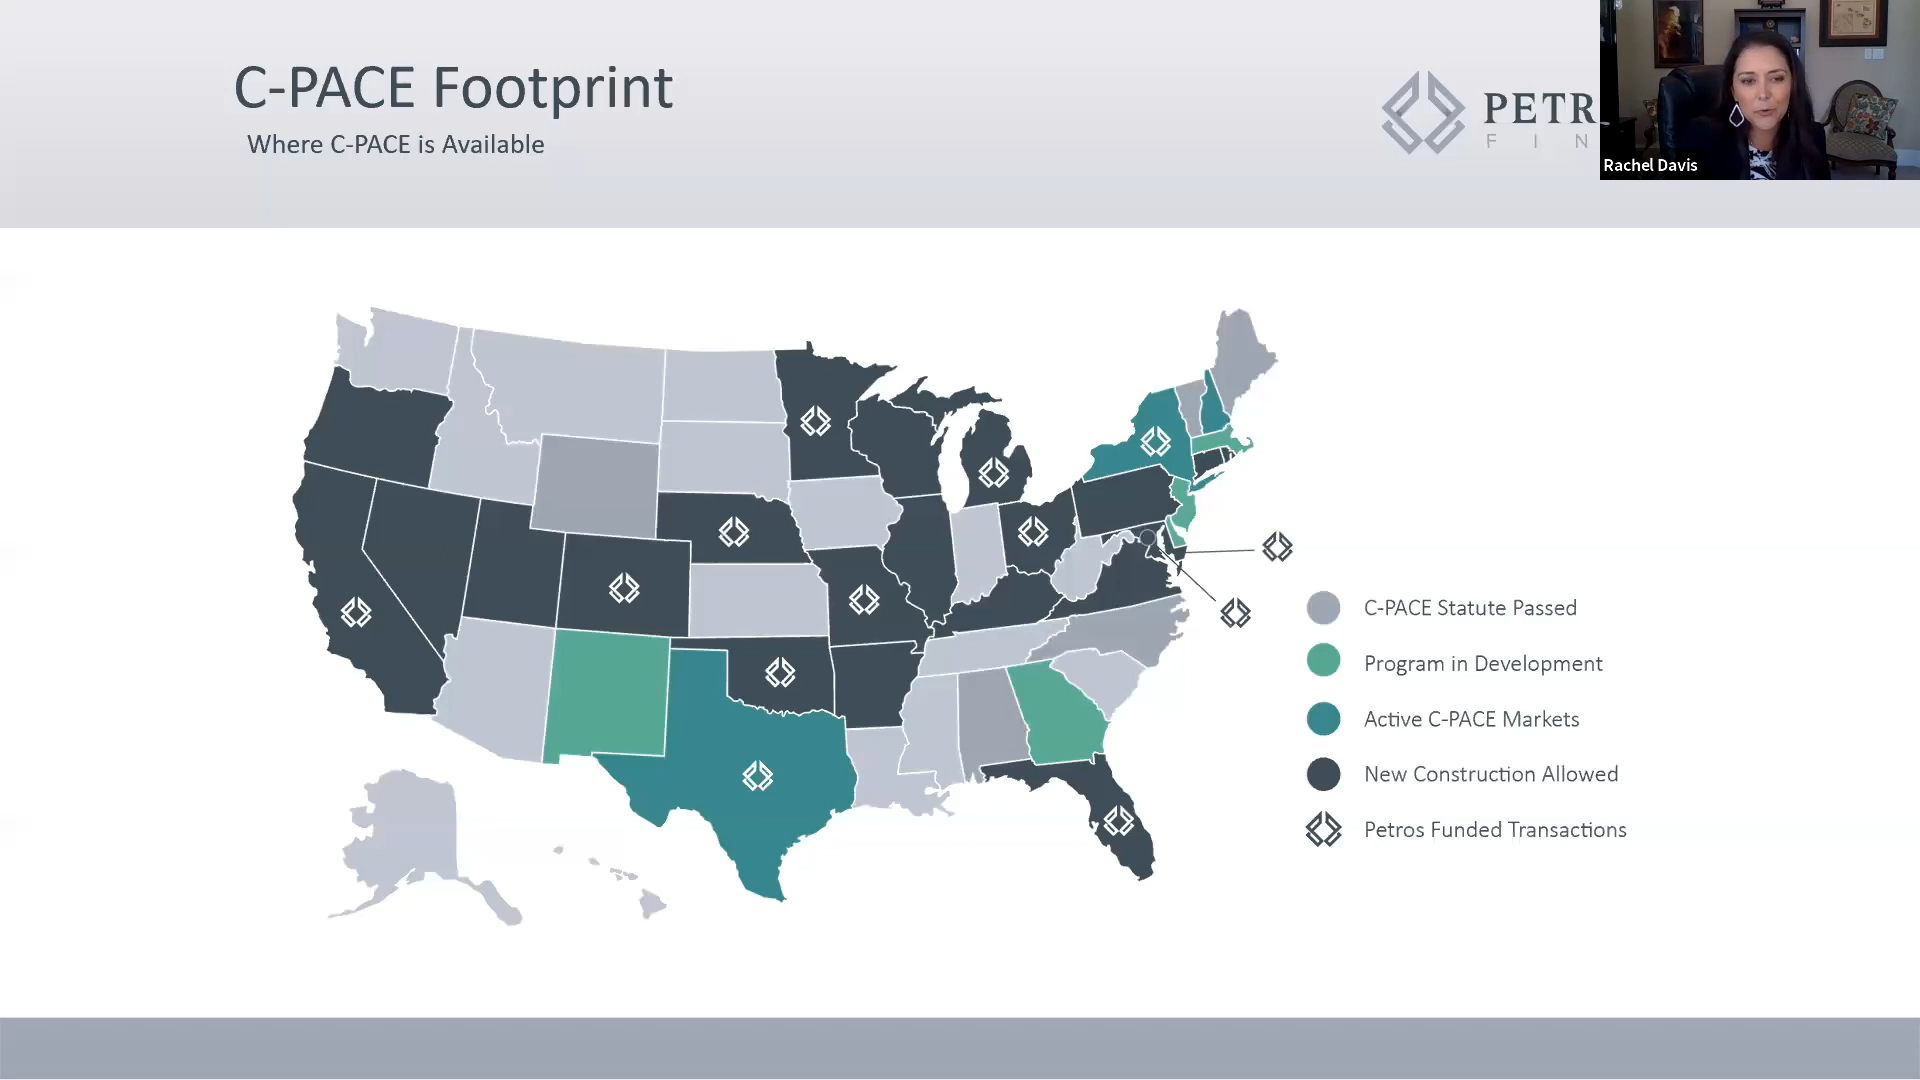 C-PACE Footprint
Where C-PACE is Available
PETR
F I N
Rachel Davis
C-PACE Statute Passed
Program in Development
Active C-PACE Markets
New Construction Allowed
Petros Funded Transactions